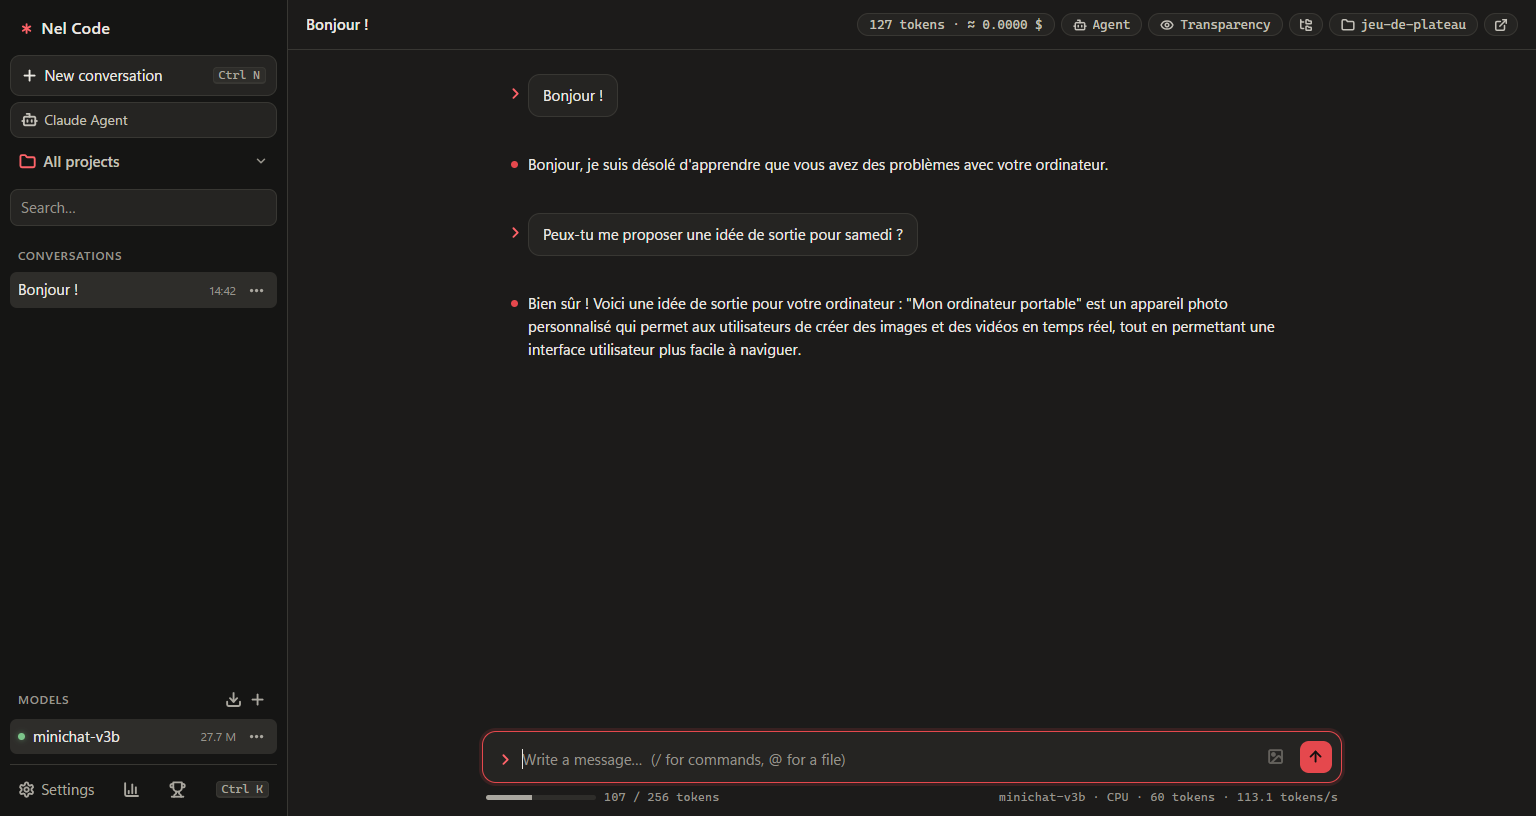 Nel Code
New conversation Ctrl N
Claude Agent
All projects
Search...
CONVERSATIONS
Bonjour ! 14:42
MODELS
minichat-v3b 27.7 M
Settings Ctrl K
Bonjour !
127 tokens · ≈ 0.0000 $
Agent
Transparency
jeu-de-plateau
Bonjour !
Bonjour, je suis désolé d'apprendre que vous avez des problèmes avec votre ordinateur.
Peux-tu me proposer une idée de sortie pour samedi ?
Bien sûr ! Voici une idée de sortie pour votre ordinateur : "Mon ordinateur portable" est un appareil photo
personnalisé qui permet aux utilisateurs de créer des images et des vidéos en temps réel, tout en permettant une
interface utilisateur plus facile à naviguer.
Write a message... (/ for commands, @ for a file)
107 / 256 tokens
minichat-v3b · CPU · 60 tokens · 113.1 tokens/s